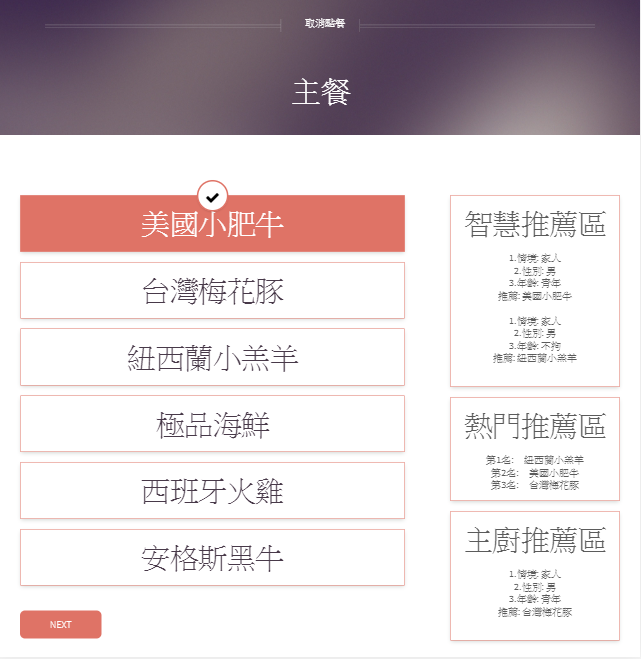 取消點餐
主餐
美國小肥牛
台灣梅花豚
紐西蘭小羔羊
極品海鮮
西班牙火雞
安格斯黑牛
NEXT
智慧推薦區
1.情境: 家人
2.性別: 男
3.年齡: 青年
推薦: 美國小肥牛
1.情境: 家人
2.性別: 男
3.年齡: 不拘
推薦: 紐西蘭小羔羊
熱門推薦區
第1名: 紐西蘭小羔羊
第2名: 美國小肥牛
第3名: 台灣梅花豚
主廚推薦區
1.情境: 家人
2.性別: 男
3.年齡: 青年
推薦: 台灣梅花豚